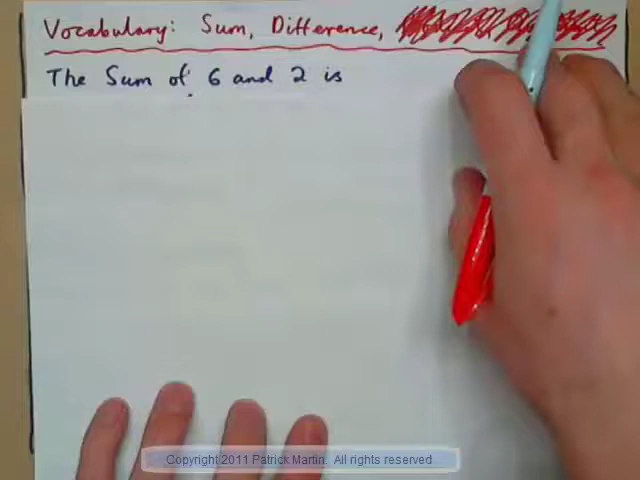 Vocabulary: Sum, Difference,
The Sum of 6 and 2 is
Copyright 2011 Patrick Martin. All rights reserved.